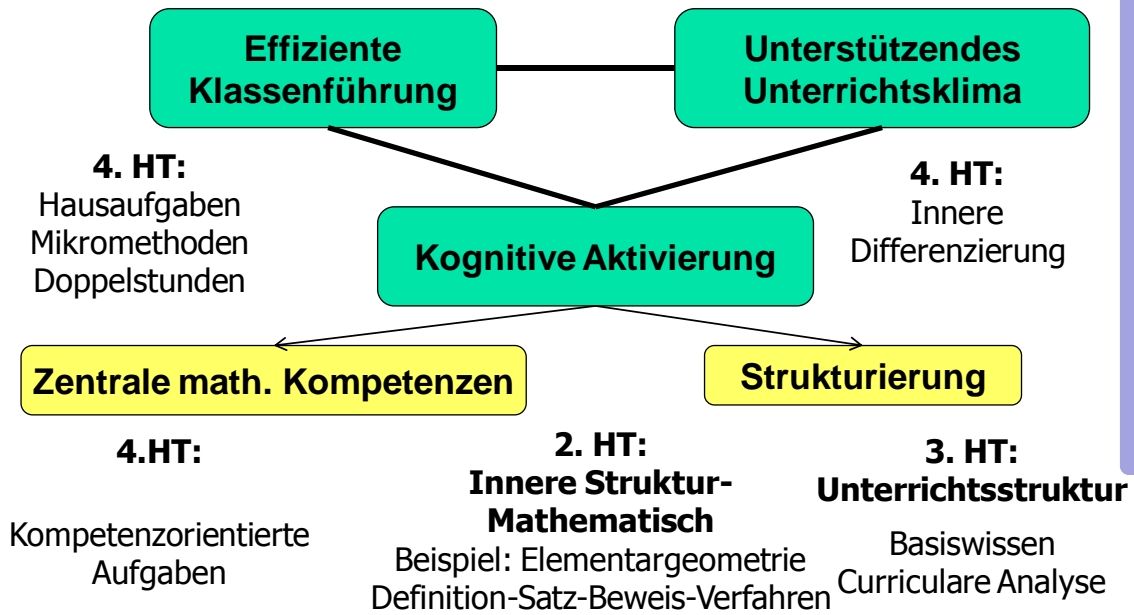 Effiziente
Klassenführung
Unterstützendes
Unterrichtsklima
4. HT:
Hausaufgaben
Mikromethoden
Doppelstunden
Kognitive Aktivierung
4. HT:
Innere
Differenzierung
Zentrale math. Kompetenzen
Strukturierung
4.HT:
Kompetenzorientierte
Aufgaben
2. HT:
Innere Struktur-
Mathematisch
Beispiel: Elementargeometrie
Definition-Satz-Beweis-Verfahren
3. HT:
Unterrichtsstruktur
Basiswissen
Curriculare Analyse